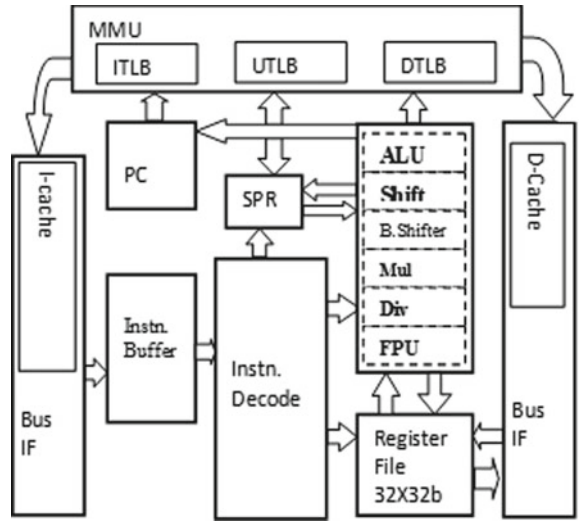 MMU
ITLB
UTLB
DTLB
I-cache
PC
SPR
ALU
Shift
B.Shifter
Mul
Div
FPU
D-Cache
Bus
IF
Instn.
Buffer
Instn.
Decode
Register
File
32X32b
Bus
IF